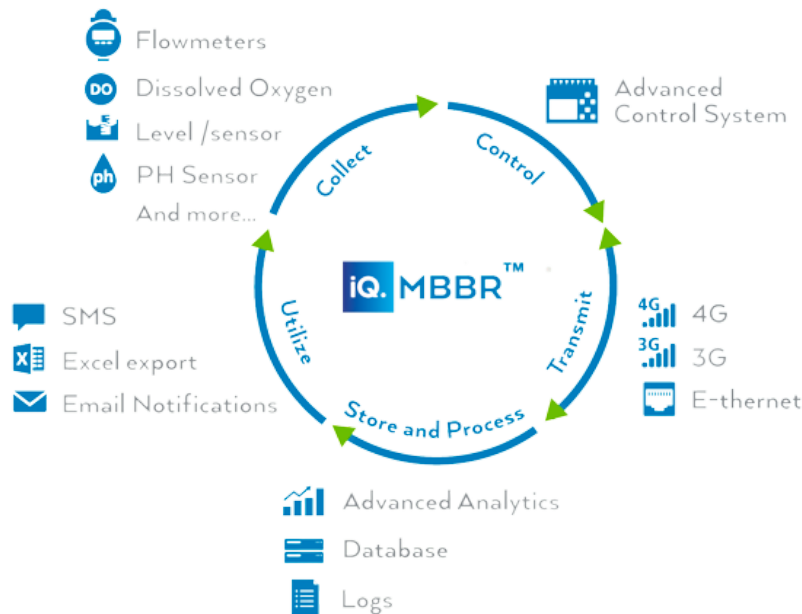 Flowmeters
DO
Dissolved Oxygen
Level /sensor
ph
PH Sensor
And more...
Advanced
Control System
Collect
Control
iQ. MBBR™
Utilize
Transmit
Store and Process
SMS
X
Excel export
Email Notifications
4G
4G
3G
3G
E-thernet
Advanced Analytics
Database
Logs